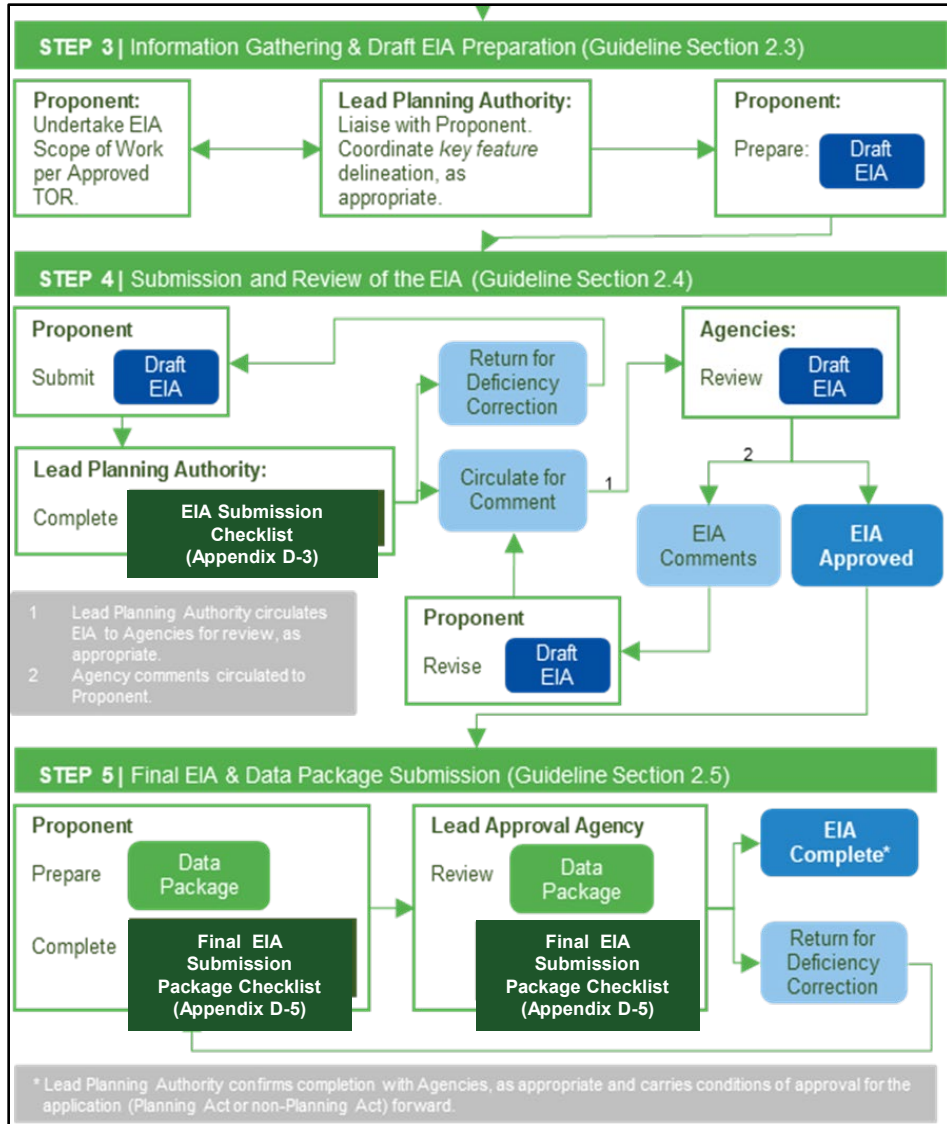 STEP 3 | Information Gathering & Draft EIA Preparation (Guideline Section 2.3)
Proponent:
Undertake EIA
Scope of Work
per Approved
TOR.
Lead Planning Authority:
Liaise with Proponent.
Coordinate key feature
delineation, as
appropriate.
Proponent:
Prepare:
Draft
EIA
STEP 4 | Submission and Review of the EIA (Guideline Section 2.4)
Proponent
Submit
Draft
EIA
Return for
Deficiency
Correction
Agencies:
Review
Draft
EIA
Lead Planning Authority:
Complete
EIA Submission
Checklist
(Appendix D-3)
Circulate for
Comment
1
2
EIA
Comments
EIA
Approved
1 Lead Planning Authority circulates
EIA to Agencies for review, as
appropriate.
2 Agency comments circulated to
Proponent.
Proponent
Revise
Draft
EIA
STEP 5 | Final EIA & Data Package Submission (Guideline Section 2.5)
Proponent
Prepare
Data
Package
Complete
Final EIA
Submission
Package Checklist
(Appendix D-5)
Lead Approval Agency
Review
Data
Package
Final EIA
Submission
Package Checklist
(Appendix D-5)
EIA
Complete*
Return for
Deficiency
Correction
* Lead Planning Authority confirms completion with Agencies, as appropriate and carries conditions of approval for the
application (Planning Act or non-Planning Act) forward.